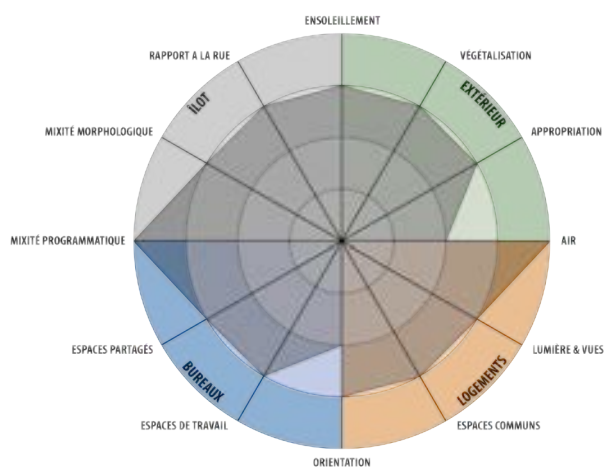 ENSOLEILLEMENT
RAPPORT A LA RUE
VÉGÉTALISATION
ÎLOT
EXTÉRIEUR
MIXITÉ MORPHOLOGIQUE
APPROPRIATION
MIXITÉ PROGRAMMATIQUE
AIR
ESPACES PARTAGÉS
LUMIÈRE & VUES
BUREAUX
LOGEMENTS
ESPACES DE TRAVAIL
ESPACES COMMUNS
ORIENTATION